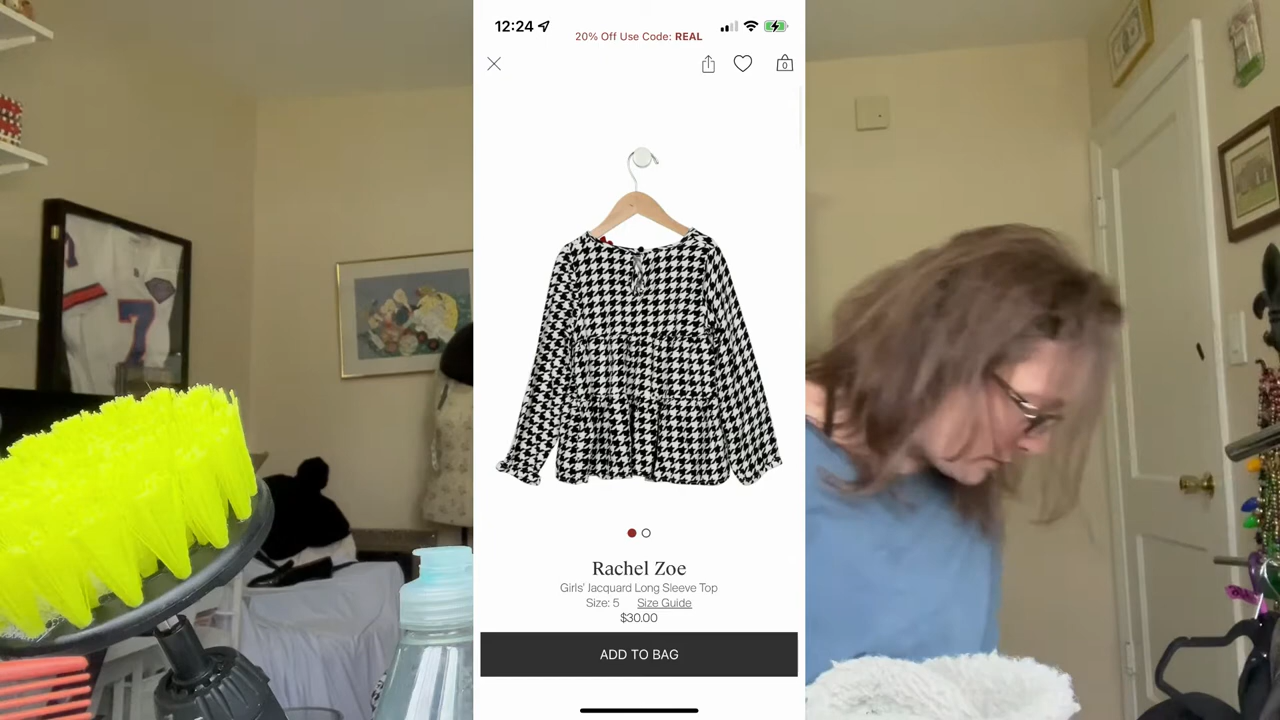 12:24
20% Off Use Code: REAL
0
Rachel Zoe
Girls' Jacquard Long Sleeve Top
Size: 5 Size Guide
$30.00
ADD TO BAG
7